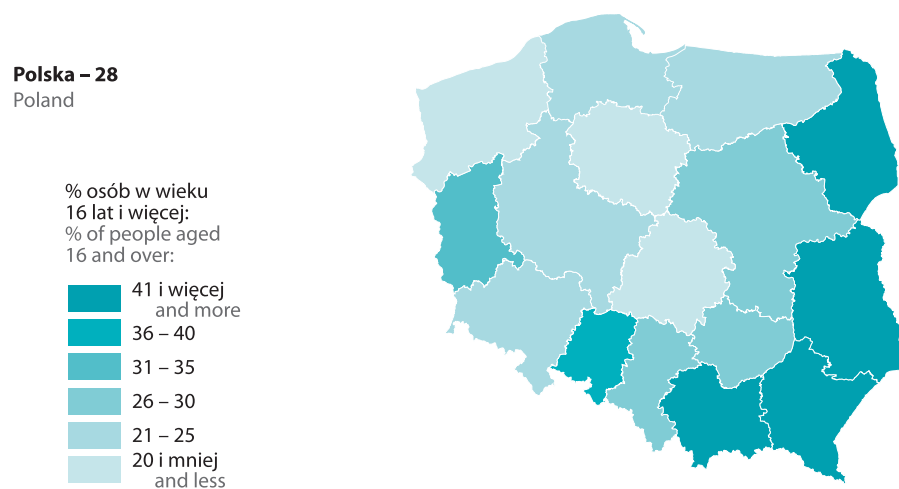 Polska – 28
Poland
% osób w wieku
16 lat i więcej:
% of people aged
16 and over:
41 i więcej
and more
36 – 40
31 – 35
26 – 30
21 – 25
20 i mniej
and less